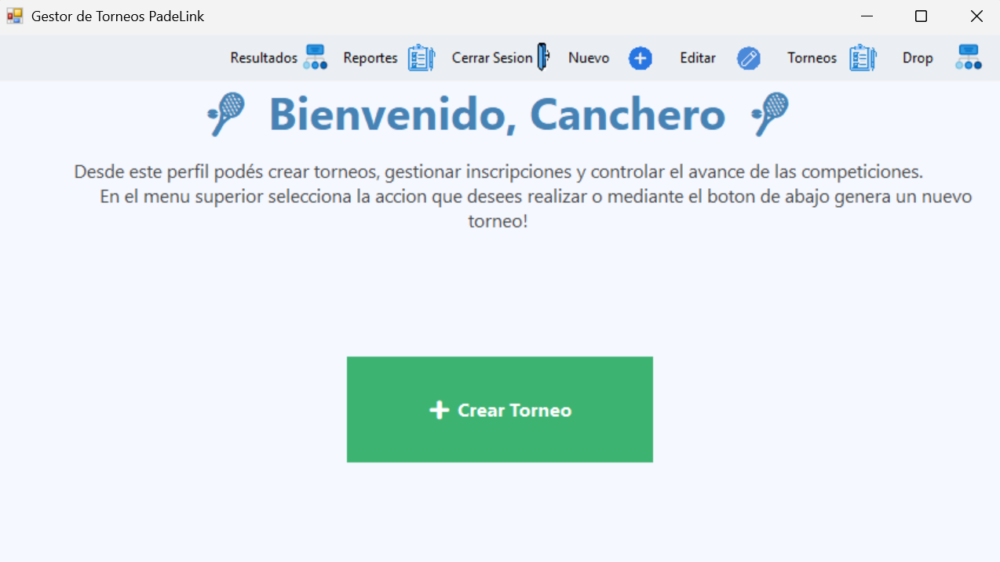 Gestor de Torneos PadeLink
Resultados Reportes Cerrar Sesion Nuevo Editar Torneos Drop
Bienvenido, Canchero
Desde este perfil podés crear torneos, gestionar inscripciones y controlar el avance de las competiciones.
En el menu superior selecciona la accion que desees realizar o mediante el boton de abajo genera un nuevo
torneo!
Crear Torneo